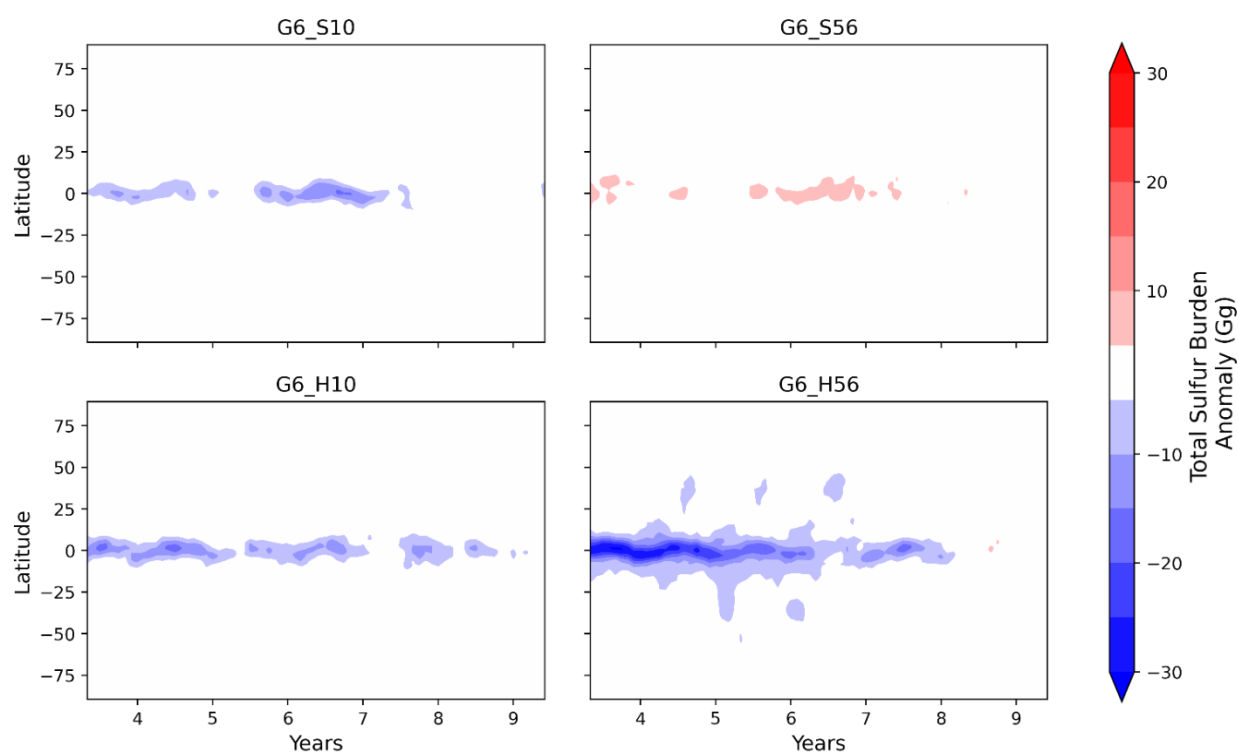 G6_S10
G6_S56
75
50
25
0
−25
−50
−75
Latitude
G6_H10
G6_H56
75
50
25
0
−25
−50
−75
Latitude
4 5 6 7 8 9
4 5 6 7 8 9
Years
Years
30
20
10
−10
−20
−30
Total Sulfur Burden
Anomaly (Gg)